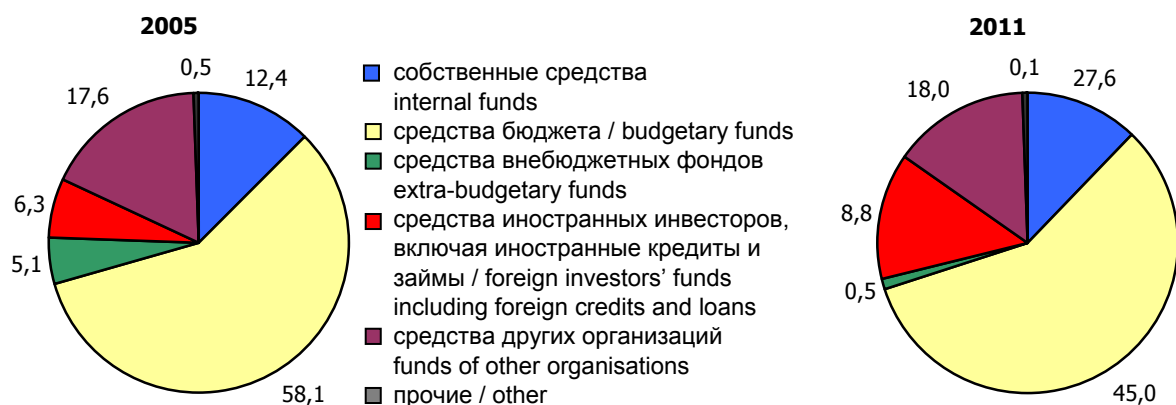 2005
0,5
12,4
17,6
6,3
5,1
58,1
собственные средства
internal funds
средства бюджета / budgetary funds
средства внебюджетных фондов
extra-budgetary funds
средства иностранных инвесторов,
включая иностранные кредиты и
займы / foreign investors’ funds
including foreign credits and loans
средства других организаций
funds of other organisations
прочие / other
2011
0,1
27,6
18,0
8,8
0,5
45,0